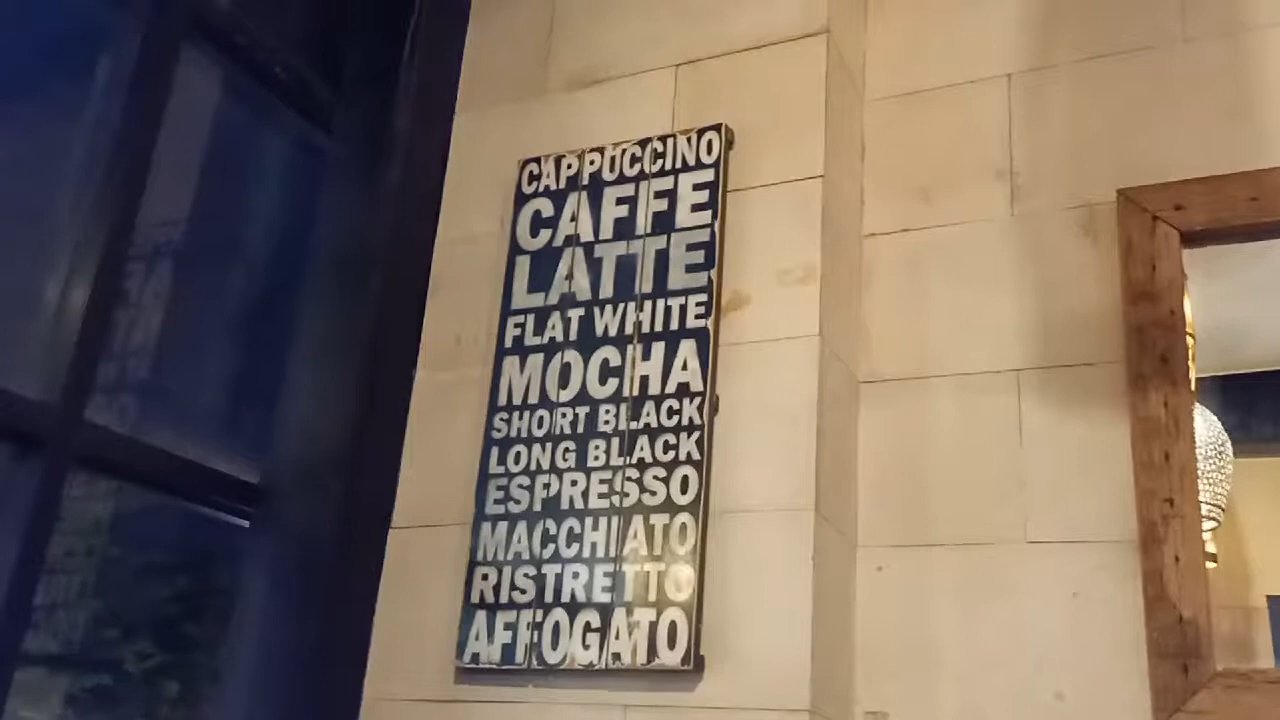 CAPPUCCINO
CAFFE
LATTE
FLAT WHITE
MOCHA
SHORT BLACK
LONG BLACK
ESPRESSO
MACCHIATO
RISTRETTO
AFFOGATO